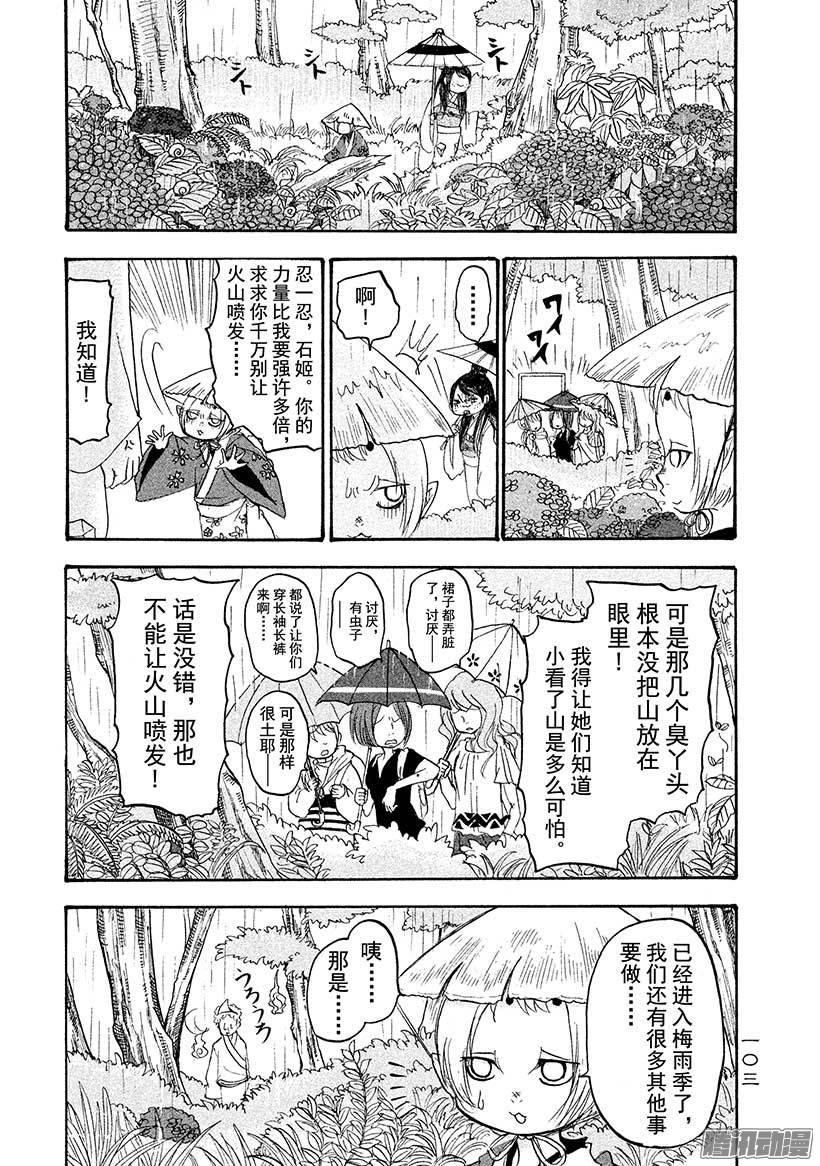 シト
シト
シト
ワイ
ワイ
……
啊！
忍一忍，石姬。你的
力量比我要强许多倍，
求求你千万别让
火山喷发……
我知道！
可是那几个臭丫头
根本没把山放在
眼里！
我得让她们知道
小看了山是多么可怕。
裙子都弄脏
了，讨厌——
讨厌，
有虫子
——
都说了让你们
穿长袖长裤
来啊……
可是那样
很土耶——
话是没错，那也
不能让火山喷发！
已经进入梅雨季了，
我们还有很多其他事
要做……
咦……
那是……
うろうろ
一〇三
腾讯动漫